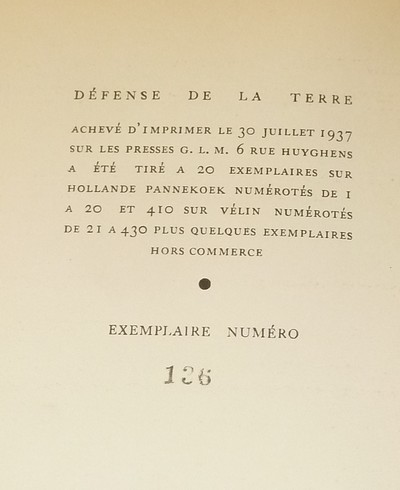 DÉFENSE DE LA TERRE
ACHEVÉ D'IMPRIMER LE 30 JUILLET 1937
SUR LES PRESSES G. L. M. 6 RUE HUYGHENS
A ÉTÉ TIRÉ A 20 EXEMPLAIRES SUR
HOLLANDE PANNEKOEK NUMÉROTÉS DE 1
A 20 ET 410 SUR VÉLIN NUMÉROTÉS
DE 21 A 430 PLUS QUELQUES EXEMPLAIRES
HORS COMMERCE
EXEMPLAIRE NUMÉRO
136